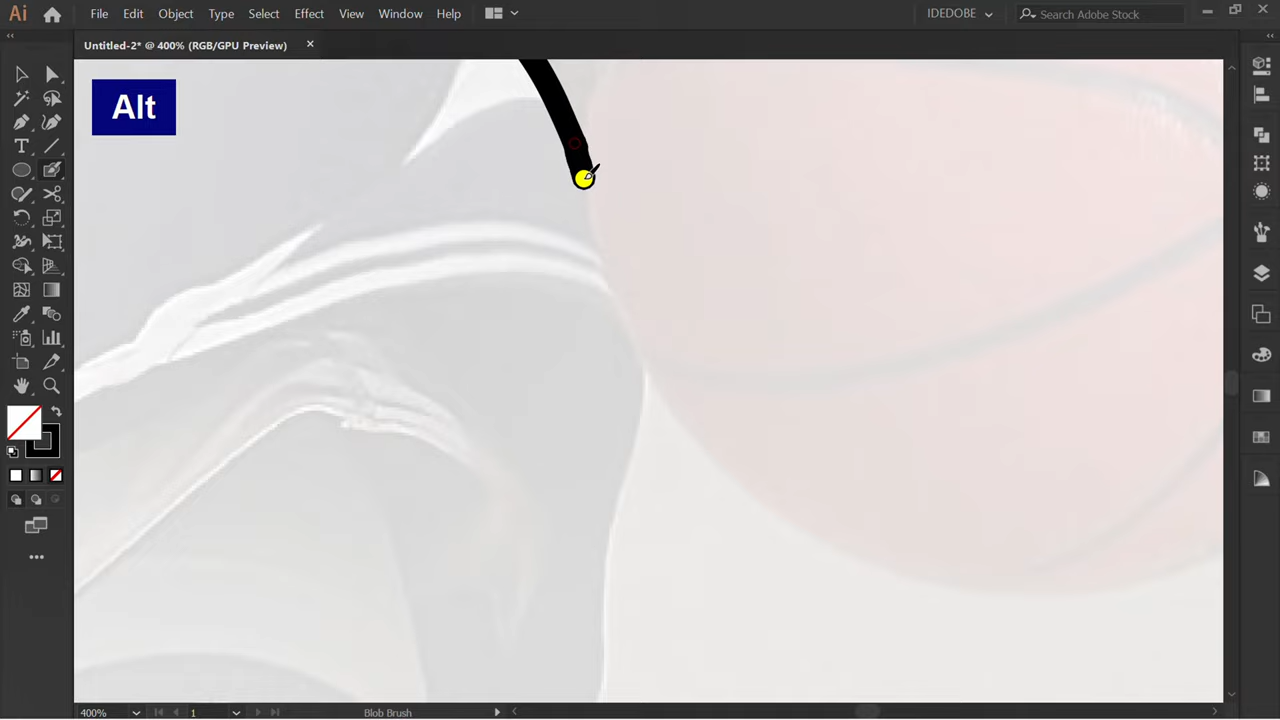 Ai File Edit Object Type Select Effect View Window Help IDEDOBE Search Adobe Stock
Untitled-2* @ 400% (RGB/GPU Preview)
Alt
T
400% 1 Blob Brush